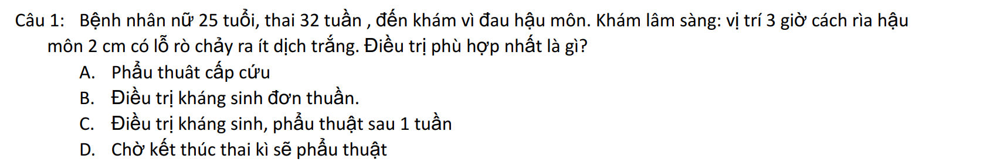 Câu 1: Bệnh nhân nữ 25 tuổi, thai 32 tuần , đến khám vì đau hậu môn. Khám lâm sàng: vị trí 3 giờ cách rìa hậu
môn 2 cm có lỗ rò chảy ra ít dịch trắng. Điều trị phù hợp nhất là gì?
A. Phẩu thuât cấp cứu
B. Điều trị kháng sinh đơn thuần.
C. Điều trị kháng sinh, phẩu thuật sau 1 tuần
D. Chờ kết thúc thai kì sẽ phẩu thuật